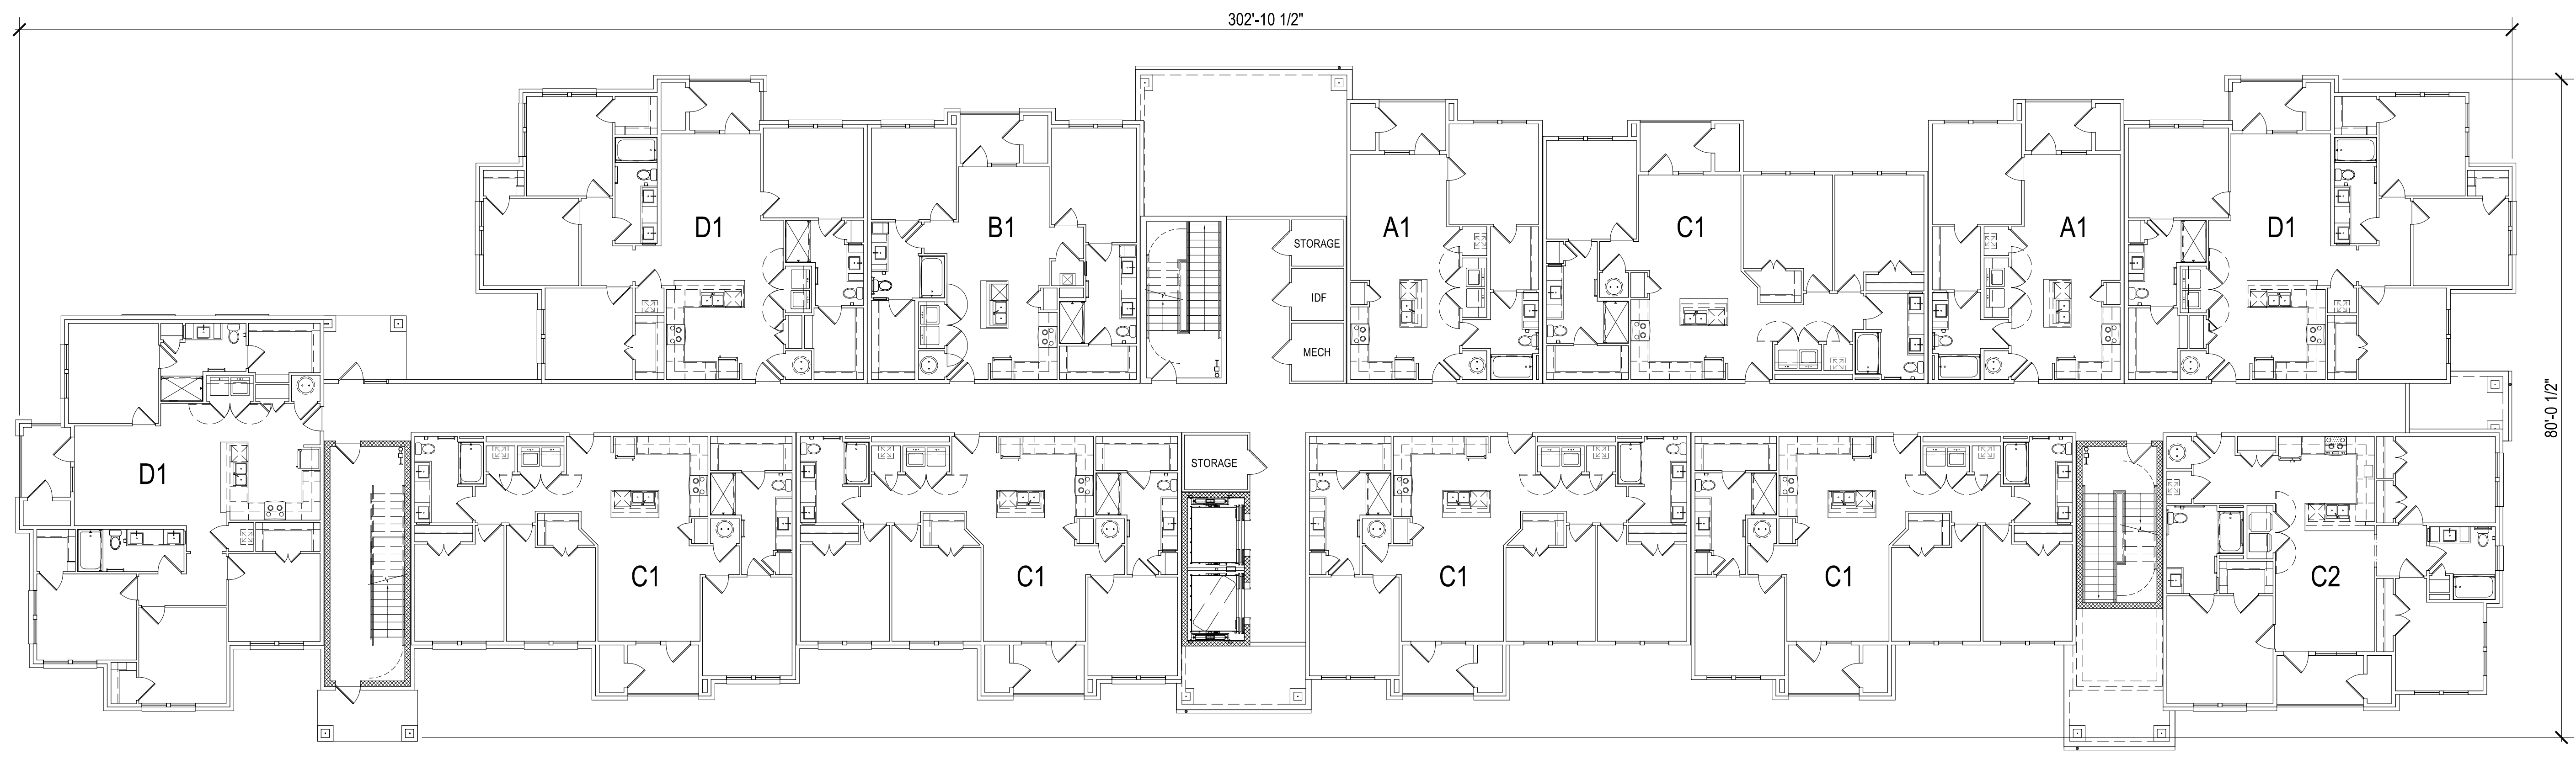 302'-10 1/2"
D1
B1
A1
C1
A1
D1
STORAGE
IDF
MECH
80'-0 1/2"
D1
STORAGE
C1
C1
C1
C1
C2